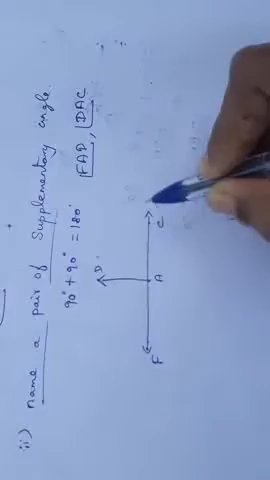 ii) Name a pair of Supplementary angle.
90° + 90° = 180°
∠FAD, ∠DAC
D
F A C